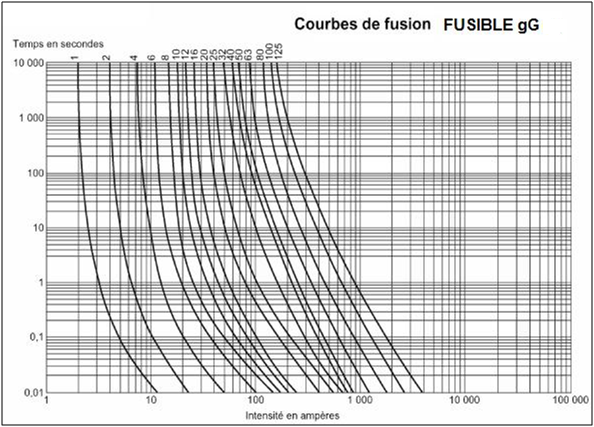 Courbes de fusion FUSIBLE gG
Temps en secondes
1 2 4 6 8 10 12 16 20 25 32 40 50 63 80 100 125
10 000
1 000
100
10
1
0,1
0,01
1 10 100 1 000 10 000 100 000
Intensité en ampères